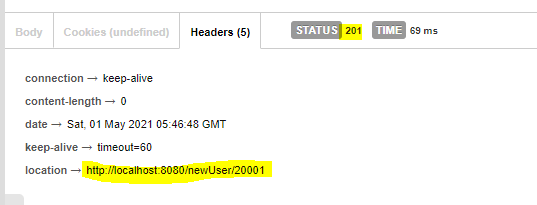 Body Cookies (undefined) Headers (5) STATUS 201 TIME 69 ms
connection → keep-alive
content-length → 0
date → Sat, 01 May 2021 05:46:48 GMT
keep-alive → timeout=60
location → http://localhost:8080/newUser/20001